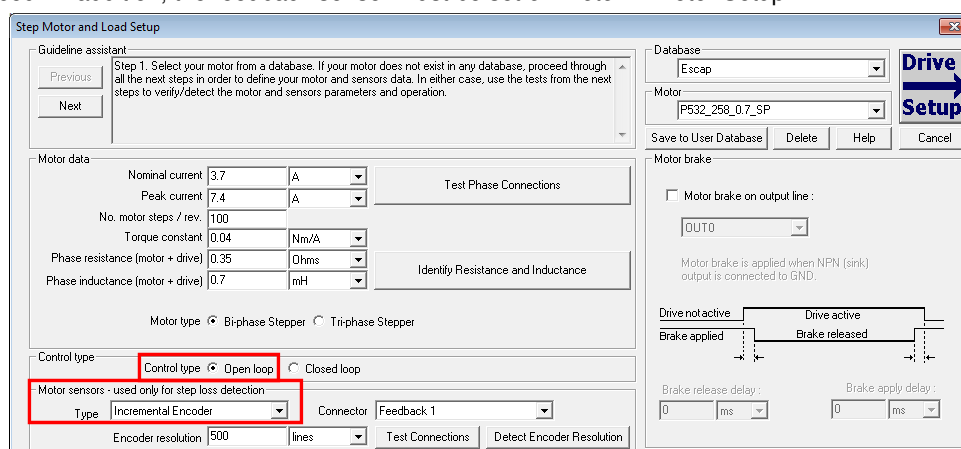 Step Motor and Load Setup
Guideline assistant
Previous
Next
Step 1. Select your motor from a database. If your motor does not exist in any database, proceed through
all the next steps in order to define your motor and sensors data. In either case, use the tests from the next
steps to verify/detect the motor and sensors parameters and operation.
Database
Escap
Motor
P532_258_0.7_SP
Drive
Setup
Save to User Database
Delete
Help
Cancel
Motor data
Nominal current 3.7 A
Peak current 7.4 A
No. motor steps / rev. 100
Torque constant 0.04 Nm/A
Phase resistance (motor + drive) 0.35 Ohms
Phase inductance (motor + drive) 0.7 mH
Test Phase Connections
Identify Resistance and Inductance
Motor type Bi-phase Stepper Tri-phase Stepper
Motor brake
Motor brake on output line :
OUT0
Motor brake is applied when NPN (sink)
output is connected to GND.
Drive not active Drive active
Brake applied Brake released
Brake release delay :
0 ms
Brake apply delay :
0 ms
Control type
Control type Open loop Closed loop
Motor sensors - used only for step loss detection
Type Incremental Encoder Connector Feedback 1
Encoder resolution 500 lines Test Connections Detect Encoder Resolution